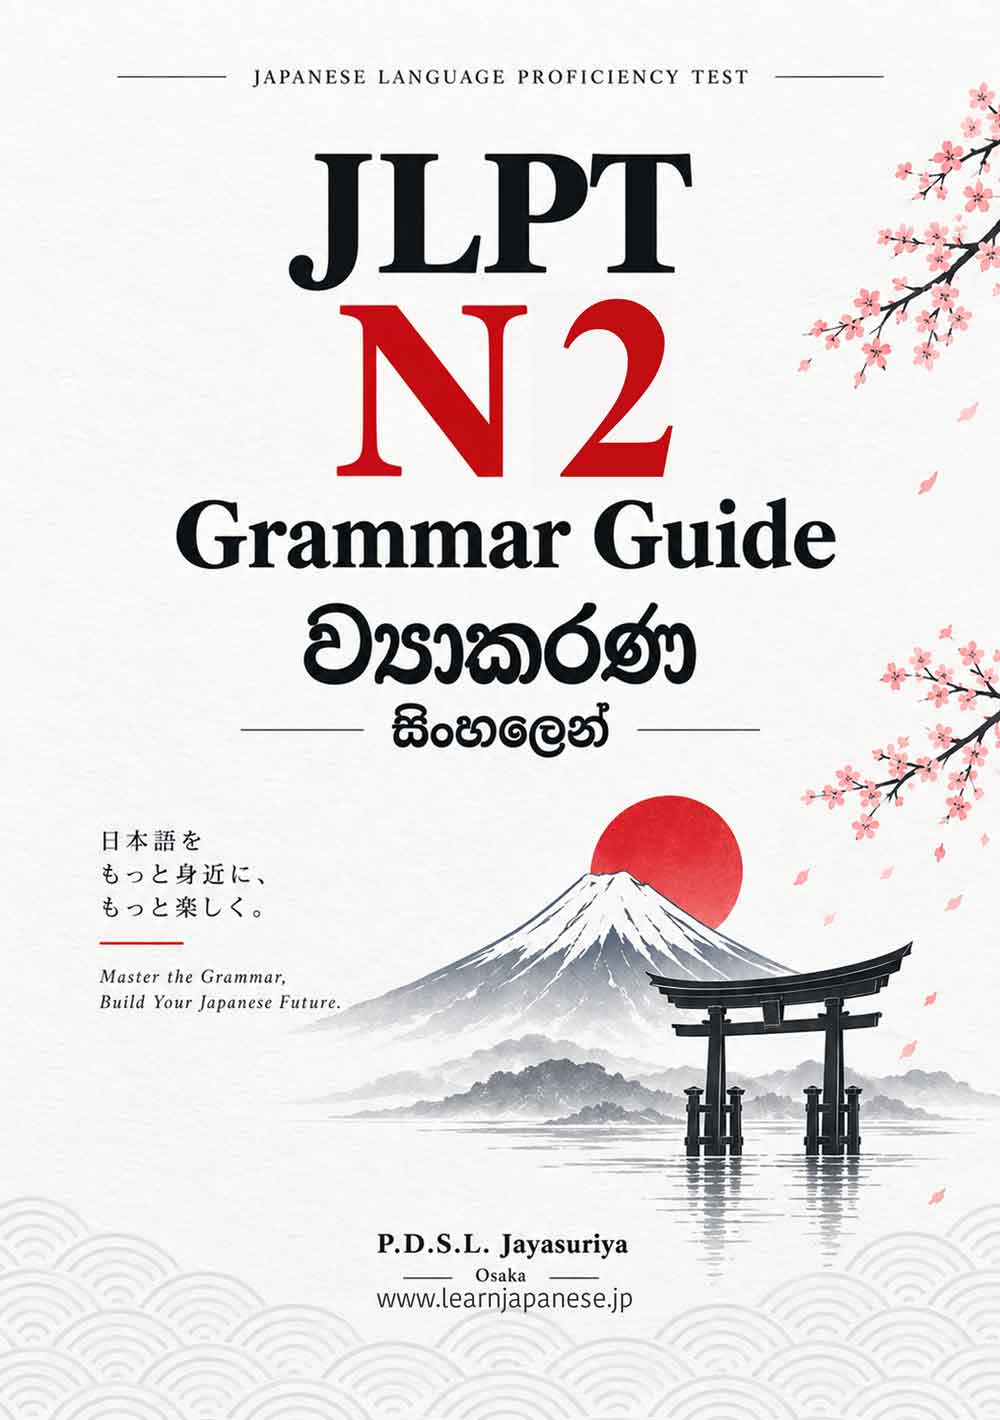 JAPANESE LANGUAGE PROFICIENCY TEST
JLPT
N2
Grammar Guide
ව්‍යාකරණ
සිංහලෙන්
日本語を
もっと身近に、
もっと楽しく。
Master the Grammar,
Build Your Japanese Future.
P.D.S.L. Jayasuriya
Osaka
www.learnjapanese.jp